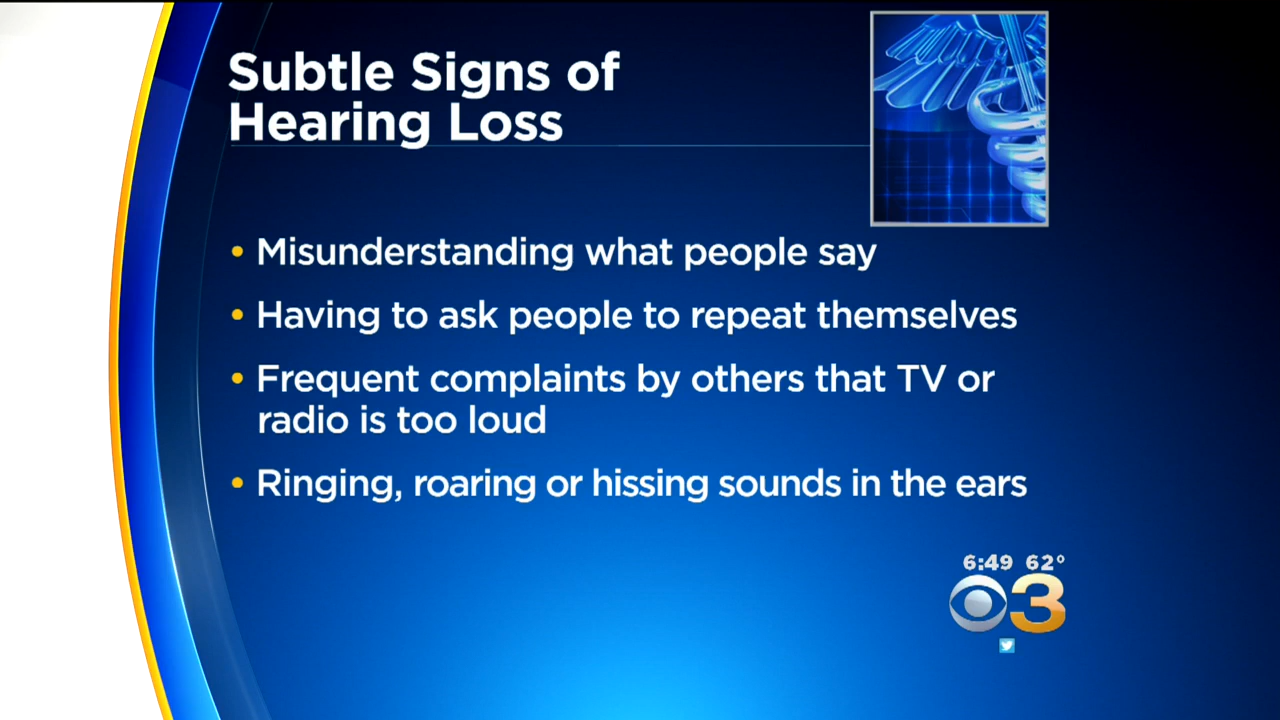 Subtle Signs of
Hearing Loss
• Misunderstanding what people say
• Having to ask people to repeat themselves
• Frequent complaints by others that TV or
radio is too loud
• Ringing, roaring or hissing sounds in the ears
6:49 62°
3